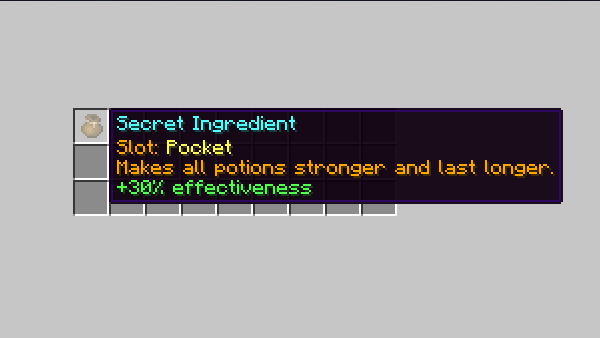 Secret Ingredient
Slot: Pocket
Makes all potions stronger and last longer.
+30% effectiveness